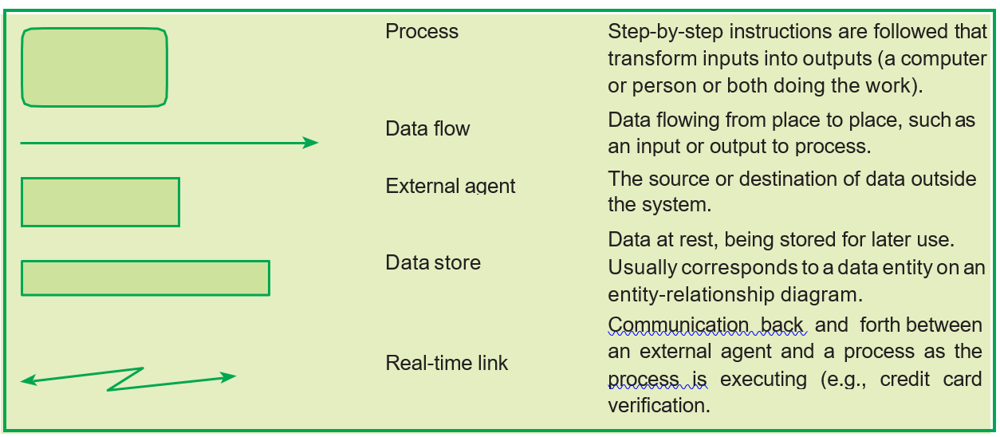 Process
Step-by-step instructions are followed that
transform inputs into outputs (a computer
or person or both doing the work).
Data flow
Data flowing from place to place, such as
an input or output to process.
External agent
The source or destination of data outside
the system.
Data store
Data at rest, being stored for later use.
Usually corresponds to a data entity on an
entity-relationship diagram.
Real-time link
Communication back and forth between
an external agent and a process as the
process is executing (e.g., credit card
verification.